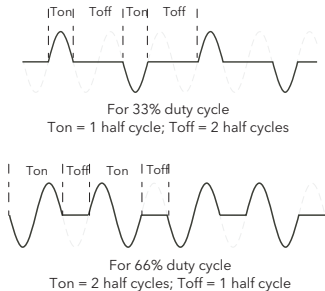 Ton Toff Ton Toff
For 33% duty cycle
Ton = 1 half cycle; Toff = 2 half cycles
Ton Toff Ton Toff
For 66% duty cycle
Ton = 2 half cycles; Toff = 1 half cycle